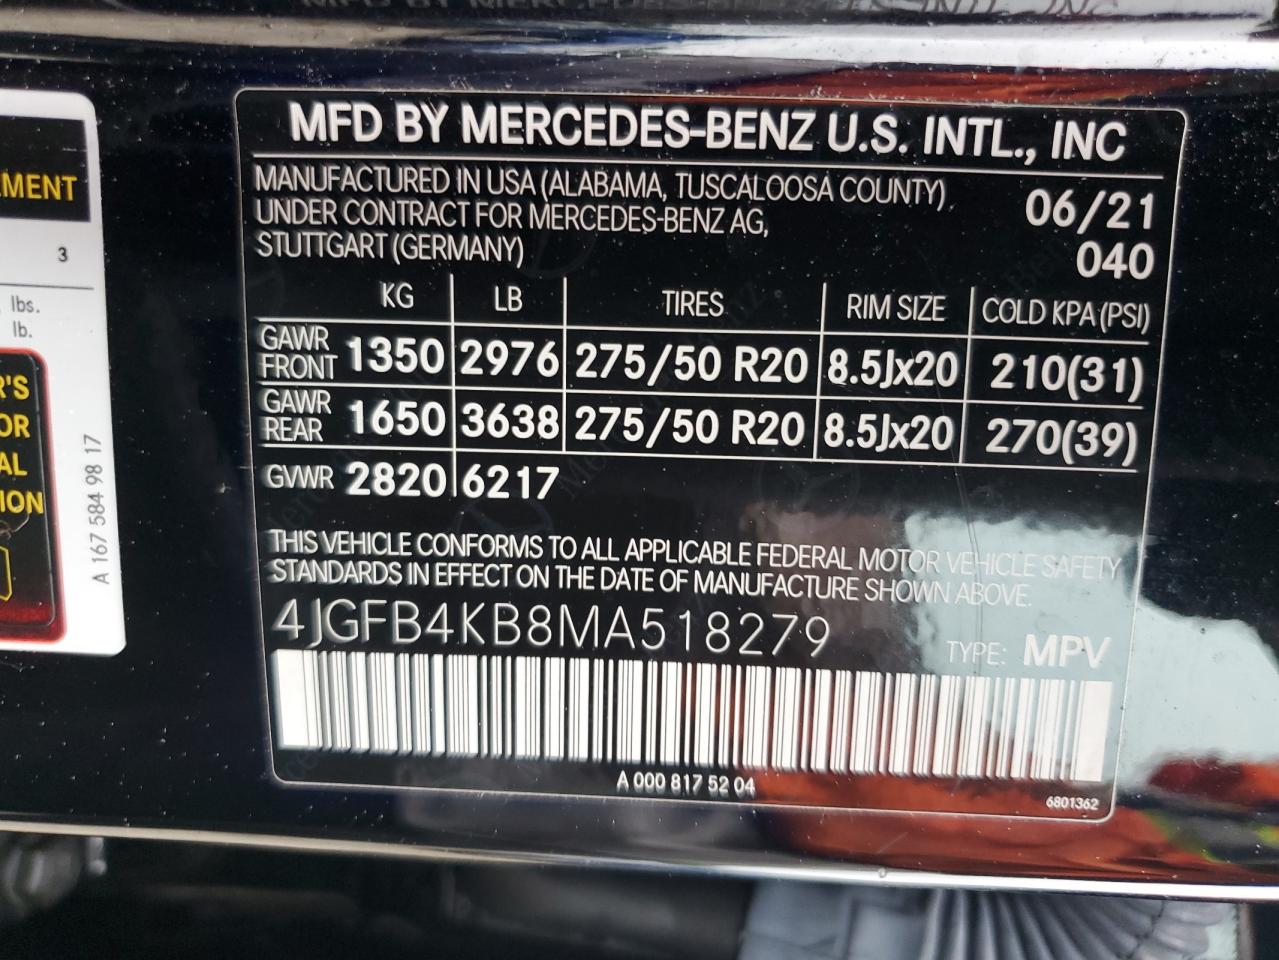 MFD BY MERCEDES-BENZ U.S. INTL., INC
MANUFACTURED IN USA (ALABAMA, TUSCALOOSA COUNTY),
UNDER CONTRACT FOR MERCEDES-BENZ AG,
STUTTGART (GERMANY)
06/21
040
KG LB TIRES RIM SIZE COLD KPA (PSI)
GAWR FRONT 1350 2976 275/50 R20 8.5Jx20 210(31)
GAWR REAR 1650 3638 275/50 R20 8.5Jx20 270(39)
GVWR 2820 6217
THIS VEHICLE CONFORMS TO ALL APPLICABLE FEDERAL MOTOR VEHICLE SAFETY
STANDARDS IN EFFECT ON THE DATE OF MANUFACTURE SHOWN ABOVE.
4JGFB4KB8MA518279
TYPE: MPV
A 000 817 52 04
6801362
3
lbs.
lb.
A 167 584 98 17